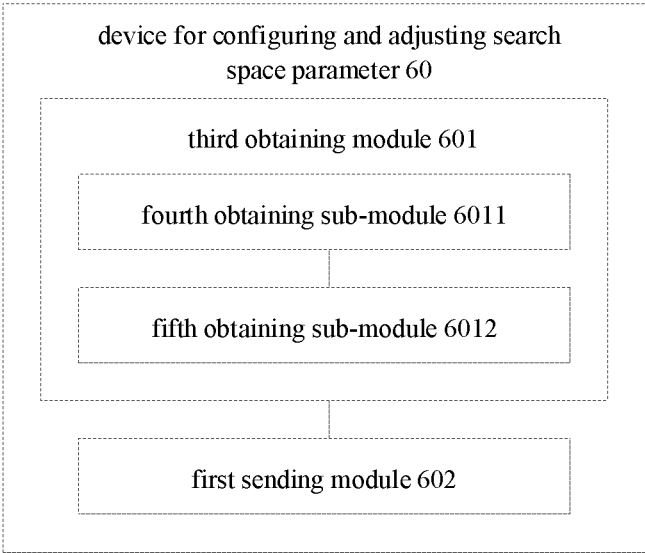 device for configuring and adjusting search
space parameter 60
third obtaining module 601
fourth obtaining sub-module 6011
fifth obtaining sub-module 6012
first sending module 602